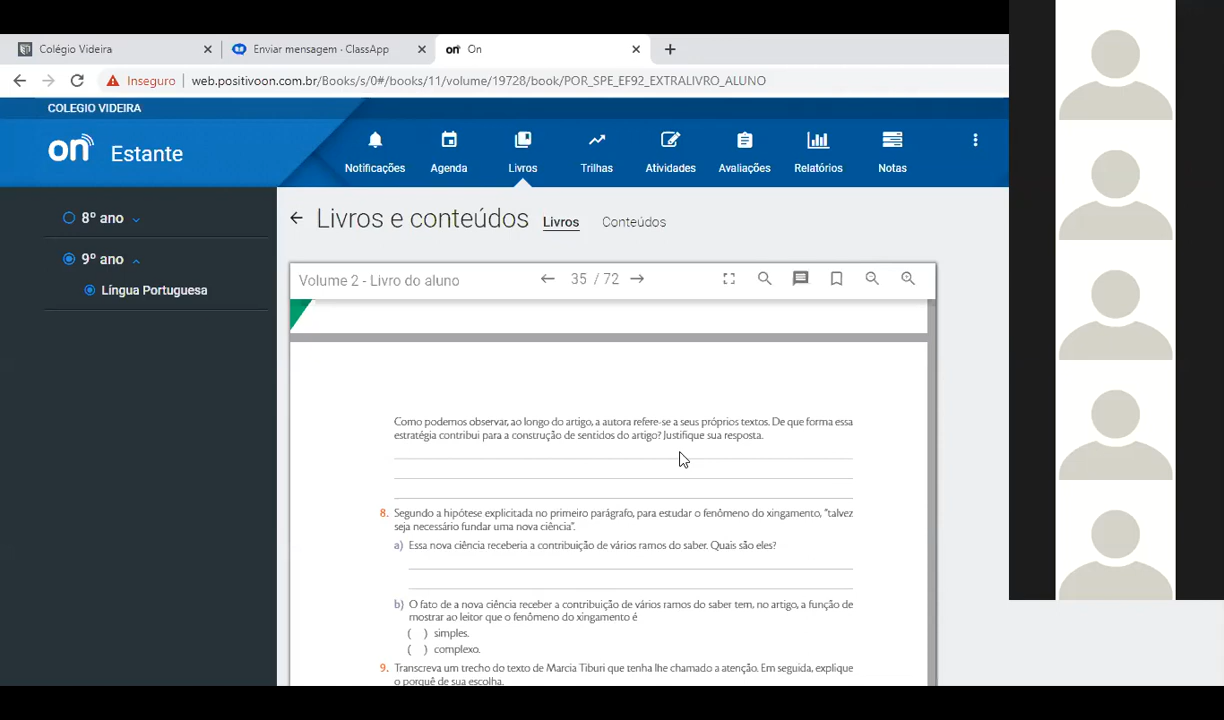 Colégio Videira
Enviar mensagem · ClassApp
On
Inseguro
web.positivoon.com.br/Books/s/0#/books/11/volume/19728/book/POR_SPE_EF92_EXTRALIVRO_ALUNO
COLEGIO VIDEIRA
on Estante
Notificações Agenda Livros Trilhas Atividades Avaliações Relatórios Notas
8º ano
9º ano
Língua Portuguesa
Livros e conteúdos Livros Conteúdos
Volume 2 - Livro do aluno 35 / 72
Como podemos observar, ao longo do artigo, a autora refere-se a seus próprios textos. De que forma essa
estratégia contribui para a construção de sentidos do artigo? Justifique sua resposta.
8. Segundo a hipótese explicitada no primeiro parágrafo, para estudar o fenômeno do xingamento, "talvez
seja necessário fundar uma nova ciência".
a) Essa nova ciência receberia a contribuição de vários ramos do saber. Quais são eles?
b) O fato de a nova ciência receber a contribuição de vários ramos do saber tem, no artigo, a função de
mostrar ao leitor que o fenômeno do xingamento é
( ) simples.
( ) complexo.
9. Transcreva um trecho do texto de Marcia Tiburi que tenha lhe chamado a atenção. Em seguida, explique
o porquê de sua escolha.